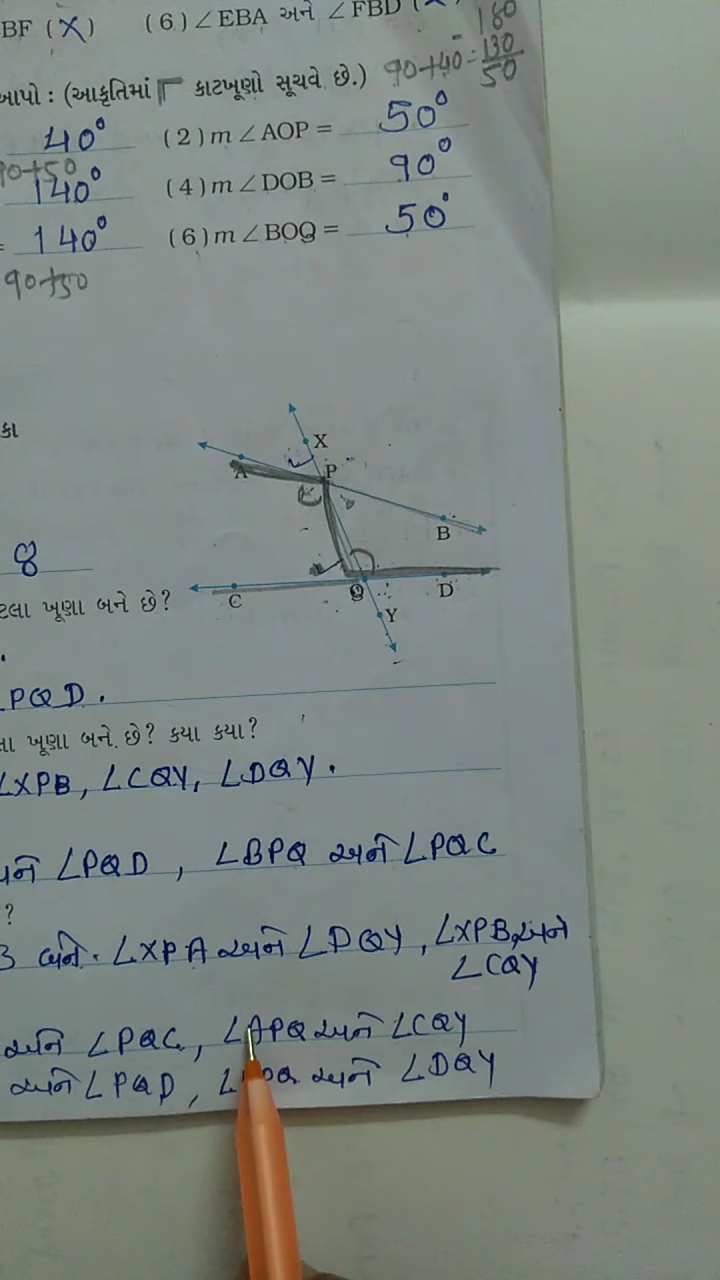 BF (X) (6) ∠EBA અને ∠FBD (
180
આપો : (આકૃતિમાં કાટખૂણો સૂચવે છે.) 90+40=130
50
40° (2) m∠AOP = 50°
90+50
140° (4) m∠DOB = 90°
= 140° (6) m∠BOQ = 50°
90+50
X
A P
B
C Q D
Y
કા
8
ટલા ખૂણા બને છે?
PQD.
ા ખૂણા બને છે? કયા કયા?
∠XPB, ∠CQY, ∠DQY.
અને ∠PQD, ∠BPQ અને ∠PQC
?
∠XPA અને ∠DQY, ∠XPB અને
∠CQY
અને ∠PQC, ∠APQ અને ∠CQY
અને ∠PQD, અને ∠DQY